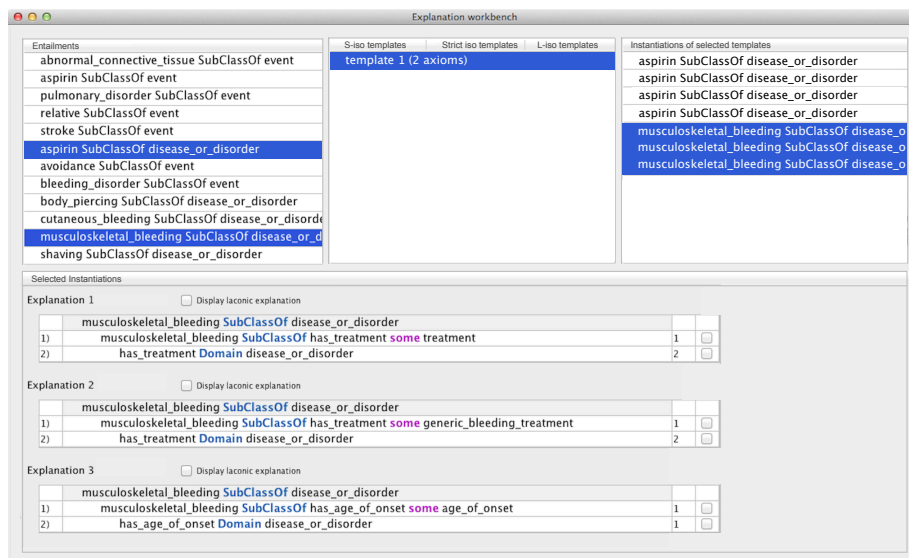 Explanation workbench
Entailments
abnormal_connective_tissue SubClassOf event
aspirin SubClassOf event
pulmonary_disorder SubClassOf event
relative SubClassOf event
stroke SubClassOf event
aspirin SubClassOf disease_or_disorder
avoidance SubClassOf event
bleeding_disorder SubClassOf event
body_piercing SubClassOf disease_or_disorder
cutaneous_bleeding SubClassOf disease_or_disorde
musculoskeletal_bleeding SubClassOf disease_or_d
shaving SubClassOf disease_or_disorder
S-iso templates Strict iso templates L-iso templates
template 1 (2 axioms)
Instantiations of selected templates
aspirin SubClassOf disease_or_disorder
aspirin SubClassOf disease_or_disorder
aspirin SubClassOf disease_or_disorder
aspirin SubClassOf disease_or_disorder
musculoskeletal_bleeding SubClassOf disease_o
musculoskeletal_bleeding SubClassOf disease_o
musculoskeletal_bleeding SubClassOf disease_o
Selected Instantiations
Explanation 1 Display laconic explanation
musculoskeletal_bleeding SubClassOf disease_or_disorder
1) musculoskeletal_bleeding SubClassOf has_treatment some treatment 1
2) has_treatment Domain disease_or_disorder 2
Explanation 2 Display laconic explanation
musculoskeletal_bleeding SubClassOf disease_or_disorder
1) musculoskeletal_bleeding SubClassOf has_treatment some generic_bleeding_treatment 1
2) has_treatment Domain disease_or_disorder 2
Explanation 3 Display laconic explanation
musculoskeletal_bleeding SubClassOf disease_or_disorder
1) musculoskeletal_bleeding SubClassOf has_age_of_onset some age_of_onset 1
2) has_age_of_onset Domain disease_or_disorder 1